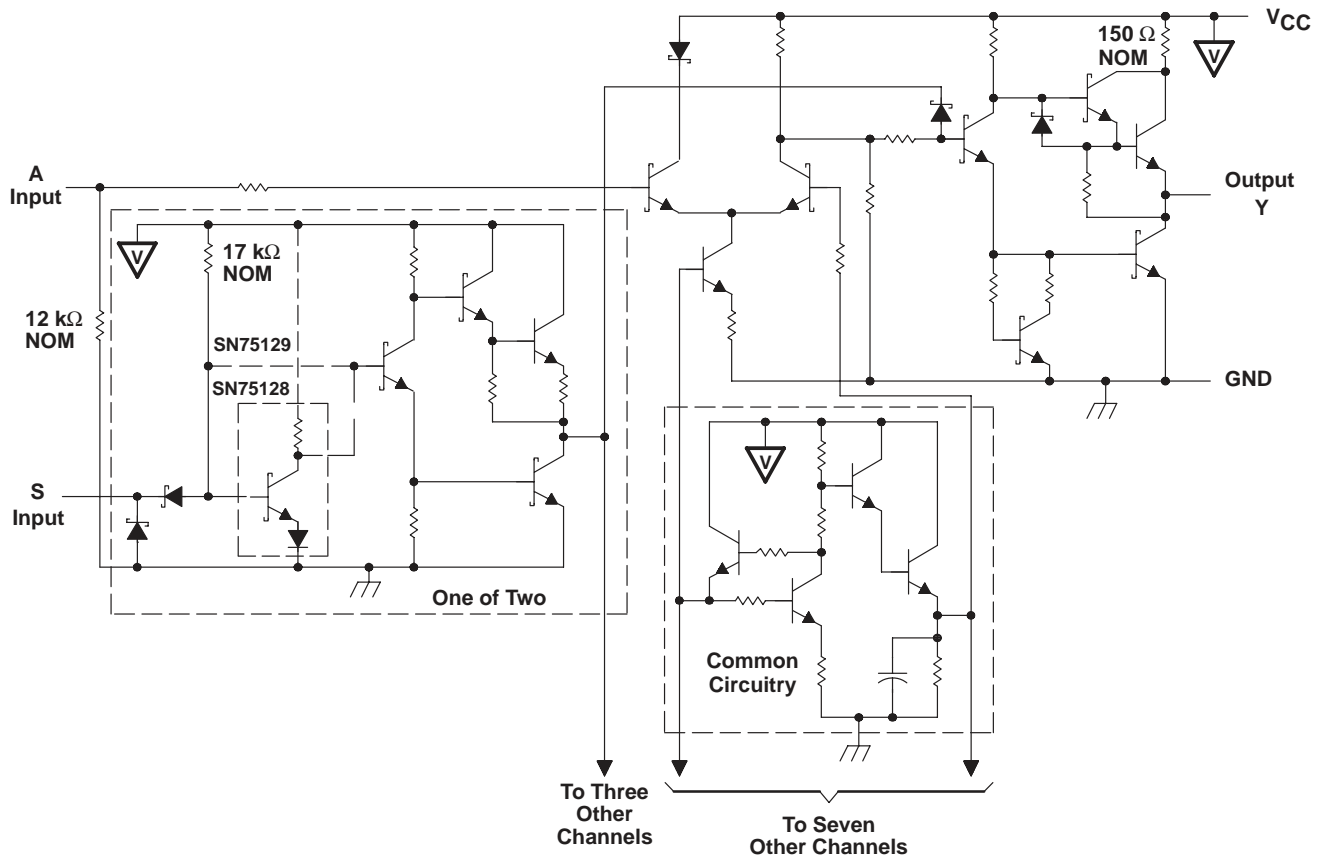 VCC
150 Ω
NOM
V
A
Input
Output
Y
V
17 kΩ
NOM
12 kΩ
NOM
SN75129
SN75128
GND
V
S
Input
One of Two
Common
Circuitry
To Three
Other
Channels
To Seven
Other Channels